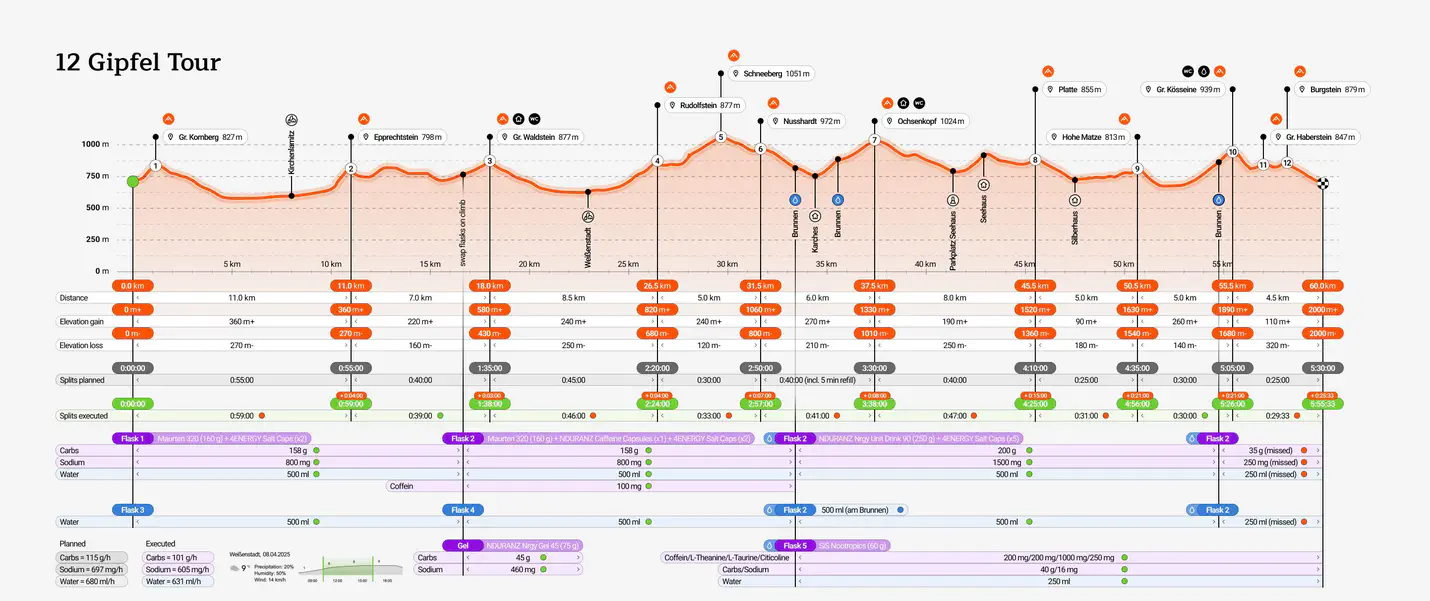 12 Gipfel Tour
Schneeberg 1051 m
Platte 855 m
WC
Gr. Kösseine 939 m
Burgstein 879 m
Rudolfstein 877 m
WC
WC
Nusshardt 972 m
Ochsenkopf 1024 m
Gr. Kornberg 827 m
Kirchenlamitz
Epprechtstein 798 m
Gr. Waldstein 877 m
Hohe Matze 813 m
Gr. Haberstein 847 m
1000 m
750 m
500 m
250 m
0 m
1
2
3
4
5
6
7
8
9
10
11
12
swap flasks on climb
Weißenstadt
Brunnen
Karches
Brunnen
Parkplatz Seehaus
Seehaus
Silberhaus
Brunnen
5 km 10 km 15 km 20 km 25 km 30 km 35 km 40 km 45 km 50 km 55 km
0.0 km 11.0 km 18.0 km 26.5 km 31.5 km 37.5 km 45.5 km 50.5 km 55.5 km 60.0 km
Distance 11.0 km 7.0 km 8.5 km 5.0 km 6.0 km 8.0 km 5.0 km 5.0 km 4.5 km
0 m+ 360 m+ 580 m+ 820 m+ 1060 m+ 1330 m+ 1520 m+ 1630 m+ 1890 m+ 2000 m+
Elevation gain 360 m+ 220 m+ 240 m+ 240 m+ 270 m+ 190 m+ 90 m+ 260 m+ 110 m+
0 m- 270 m- 430 m- 680 m- 800 m- 1010 m- 1360 m- 1540 m- 1680 m- 2000 m-
Elevation loss 270 m- 160 m- 250 m- 120 m- 210 m- 250 m- 180 m- 140 m- 320 m-
0:00:00 0:55:00 1:35:00 2:20:00 2:50:00 3:30:00 4:10:00 4:35:00 5:05:00 5:30:00
Splits planned 0:55:00 0:40:00 0:45:00 0:30:00 0:40:00 (incl. 5 min refill) 0:40:00 0:25:00 0:30:00 0:25:00
+ 0:04:00 + 0:03:00 + 0:04:00 + 0:07:00 + 0:08:00 + 0:15:00 + 0:21:00 + 0:21:00 + 0:25:33
0:00:00 0:59:00 1:38:00 2:24:00 2:57:00 3:38:00 4:25:00 4:56:00 5:26:00 5:55:33
Splits executed 0:59:00 0:39:00 0:46:00 0:33:00 0:41:00 0:47:00 0:31:00 0:30:00 0:29:33
Flask 1 Maurten 320 (160 g) + 4ENERGY Salt Caps (x2) Flask 2 Maurten 320 (160 g) + NDURANZ Caffeine Capsules (x1) + 4ENERGY Salt Caps (x2) Flask 2 NDURANZ Nrgy Unit Drink 90 (250 g) + 4ENERGY Salt Caps (x5) Flask 2
Carbs 158 g 158 g 200 g 35 g (missed)
Sodium 800 mg 800 mg 1500 mg 250 mg (missed)
Water 500 ml 500 ml 500 ml 250 ml (missed)
Coffein 100 mg
Flask 3 Flask 4 Flask 2 500 ml (am Brunnen) Flask 2
Water 500 ml 500 ml 500 ml 250 ml (missed)
Planned Executed
Carbs = 115 g/h Carbs = 101 g/h
Sodium = 697 mg/h Sodium = 605 mg/h
Water = 680 ml/h Water = 631 ml/h
Weißenstadt, 08.04.2025
9 °
Precipitation: 20%
Humidity: 50%
Wind: 14 km/h
Gel NDURANZ Nrgy Gel 45 (75 g)
Carbs 45 g
Sodium 460 mg
Flask 5 SiS Nootropics (60 g)
Coffein/L-Theanine/L-Taurine/Citicoline 200 mg/200 mg/1000 mg/250 mg
Carbs/Sodium 40 g/16 mg
Water 250 ml